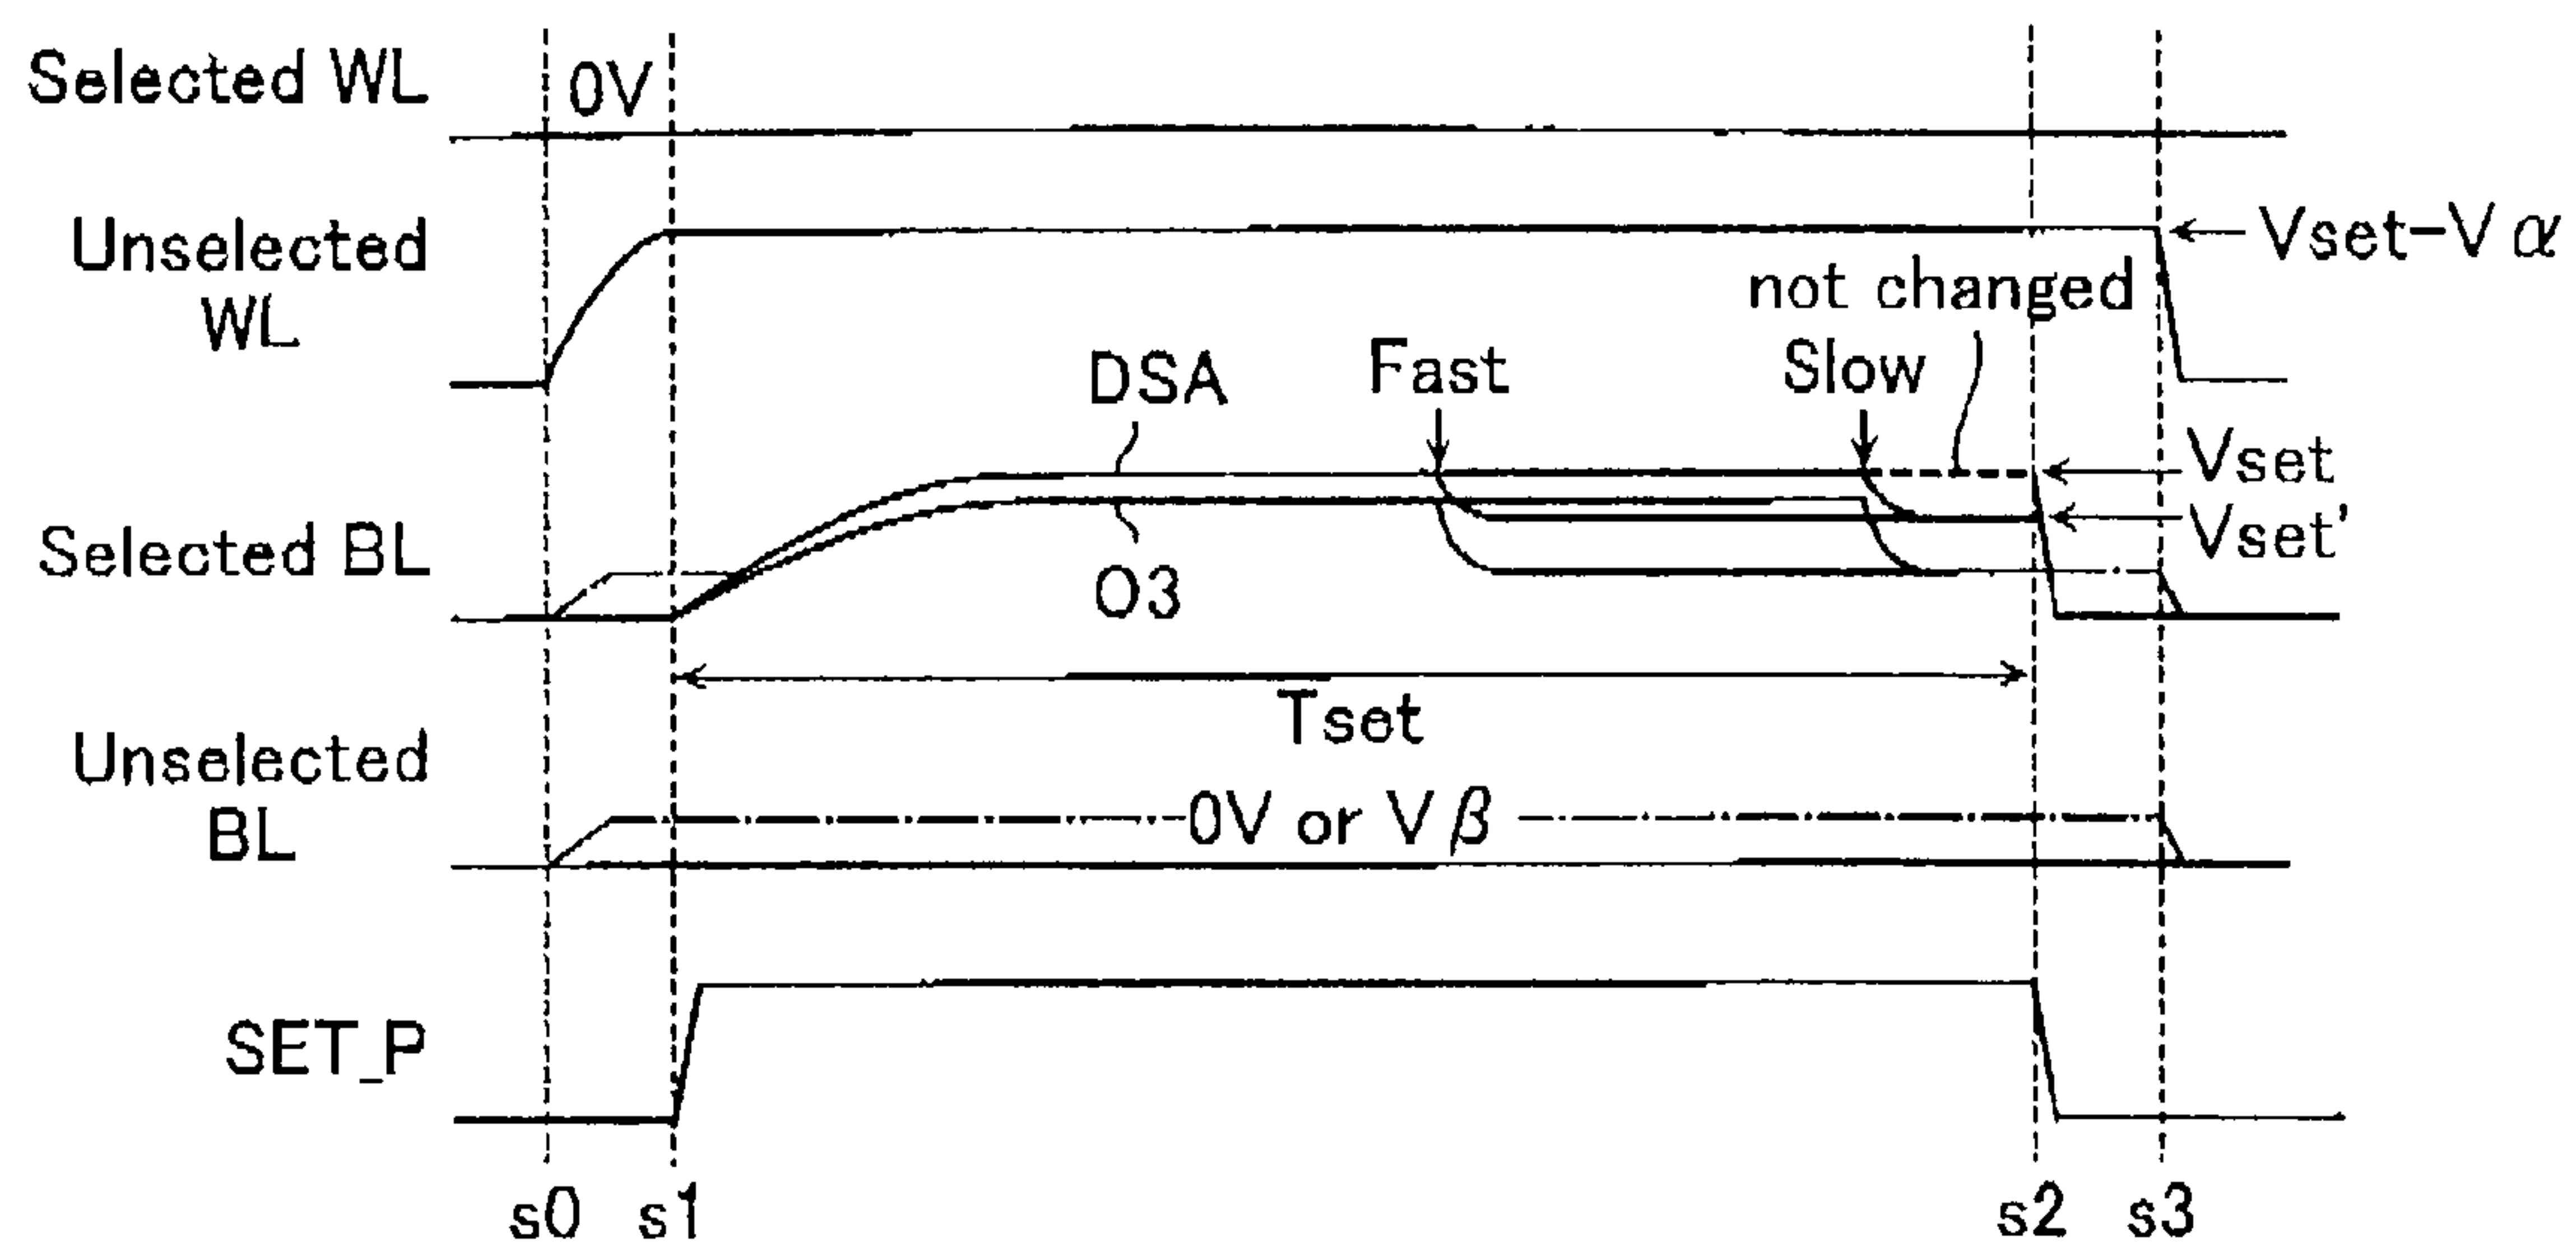 Selected WL
0V
Unselected
WL
Vset-Vα
not changed
DSA
Fast
Slow
Vset
Selected BL
Vset'
O3
Tset
Unselected
BL
0V or Vβ
SET_P
s0
s1
s2
s3